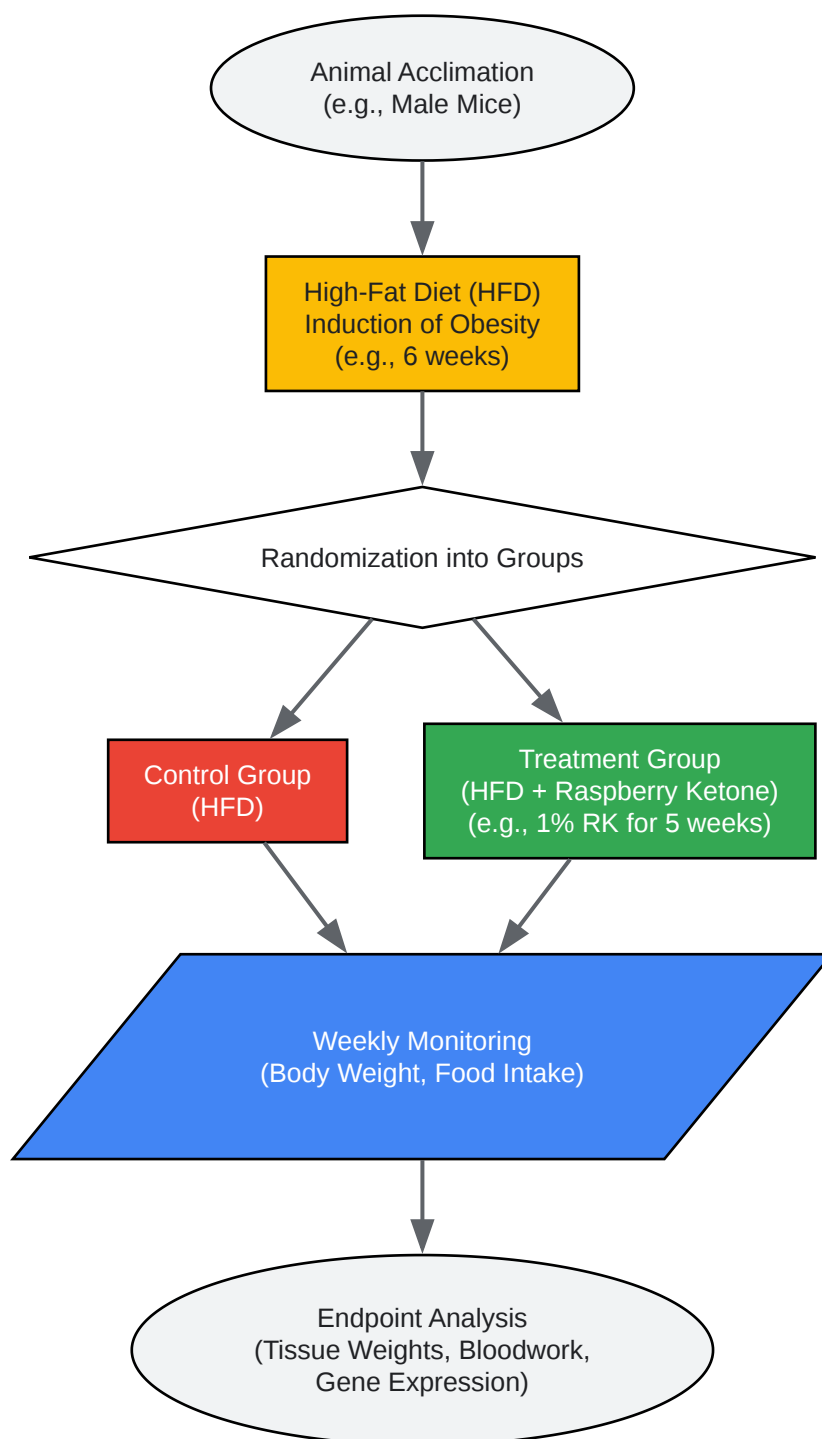 Animal Acclimation
(e.g., Male Mice)
High-Fat Diet (HFD)
Induction of Obesity
(e.g., 6 weeks)
Randomization into Groups
Control Group
(HFD)
Treatment Group
(HFD + Raspberry Ketone)
(e.g., 1% RK for 5 weeks)
Weekly Monitoring
(Body Weight, Food Intake)
Endpoint Analysis
(Tissue Weights, Bloodwork,
Gene Expression)